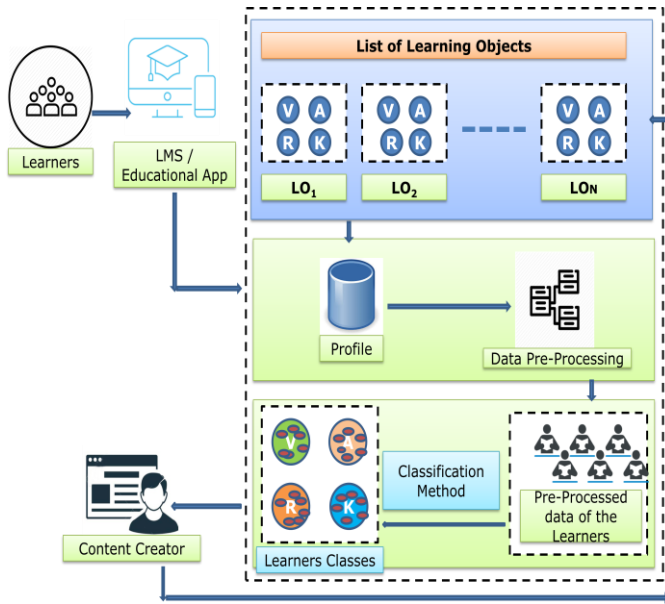 List of Learning Objects
V A
R K
V A
R K
V A
R K
LO1
LO2
LON
Learners
LMS /
Educational App
Profile
Data Pre-Processing
V A
R K
Classification
Method
Pre-Processed
data of the
Learners
Learners Classes
Content Creator